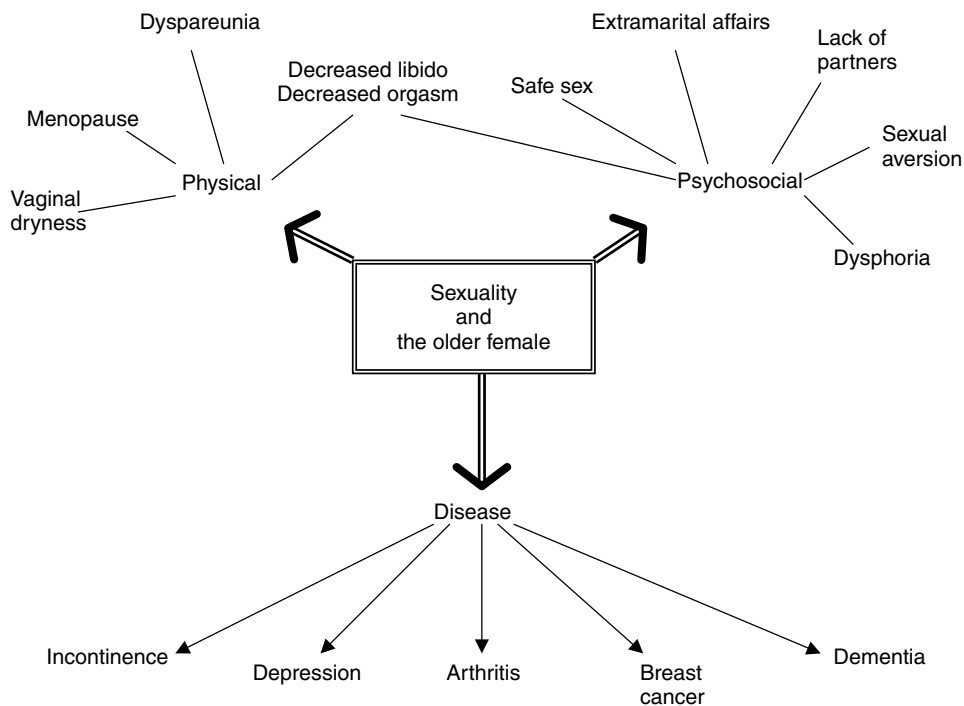 Dyspareunia
Decreased libido
Decreased orgasm
Extramarital affairs
Lack of
partners
Safe sex
Menopause
Sexual
aversion
Physical
Psychosocial
Vaginal
dryness
Dysphoria
Sexuality
and
the older female
Disease
Incontinence
Depression
Arthritis
Breast
cancer
Dementia